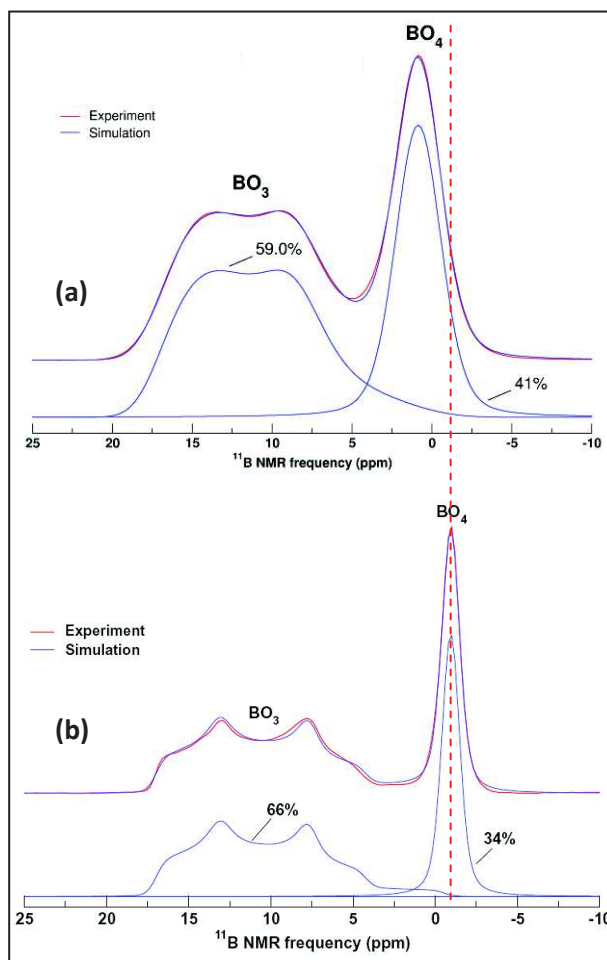 BO4
Experiment
Simulation
BO3
59.0%
(a)
41%
25 20 15 10 5 0 -5 -10
11B NMR frequency (ppm)
BO4
Experiment
Simulation
BO3
(b)
66%
34%
25 20 15 10 5 0 -5 -10
11B NMR frequency (ppm)